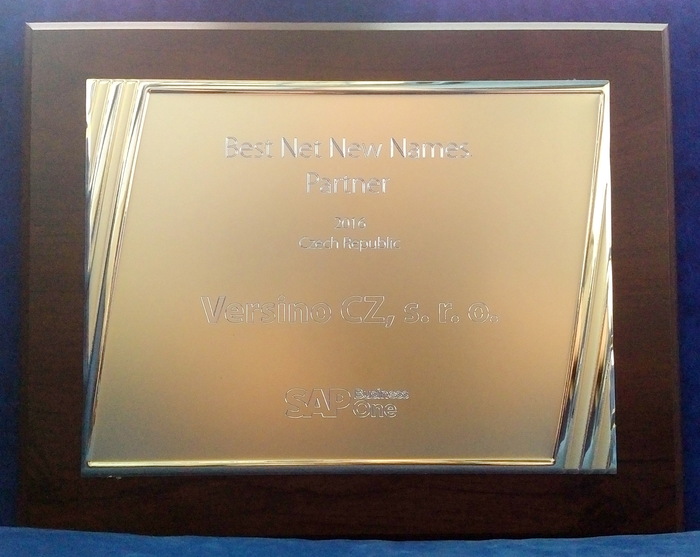 Best Net New Names
Partner
2016
Czech Republic
Versino CZ, s. r. o.
SAP Business One